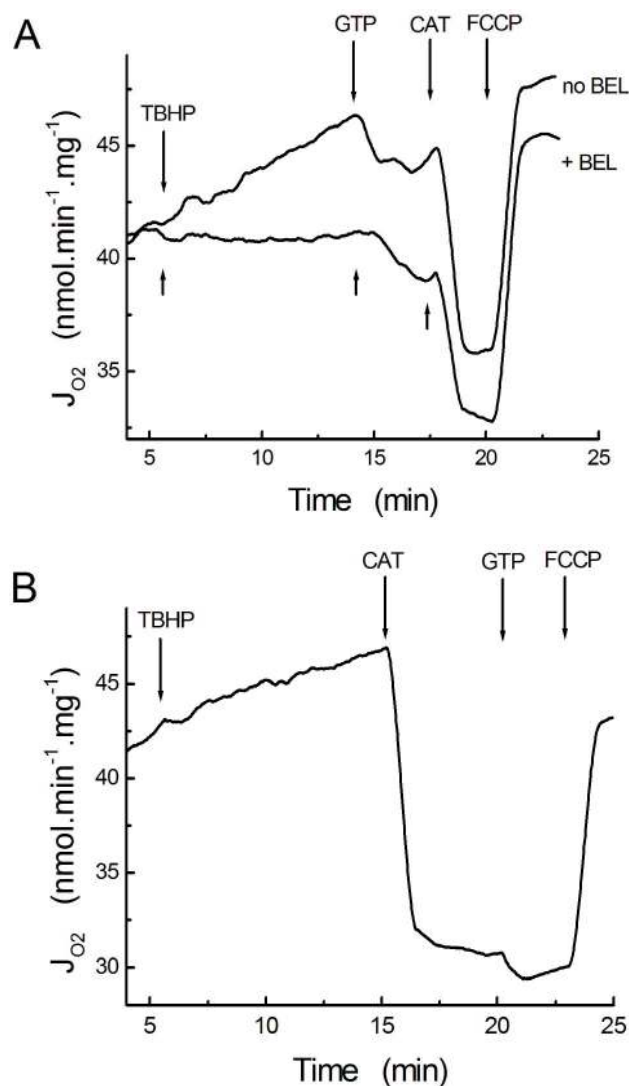 A
GTP CAT FCCP
TBHP
no BEL
+ BEL
45
40
35
J_O2 (nmol.min⁻¹.mg⁻¹)
5 10 15 20 25
Time (min)
B
CAT GTP FCCP
TBHP
45
40
35
30
J_O2 (nmol.min⁻¹.mg⁻¹)
5 10 15 20 25
Time (min)